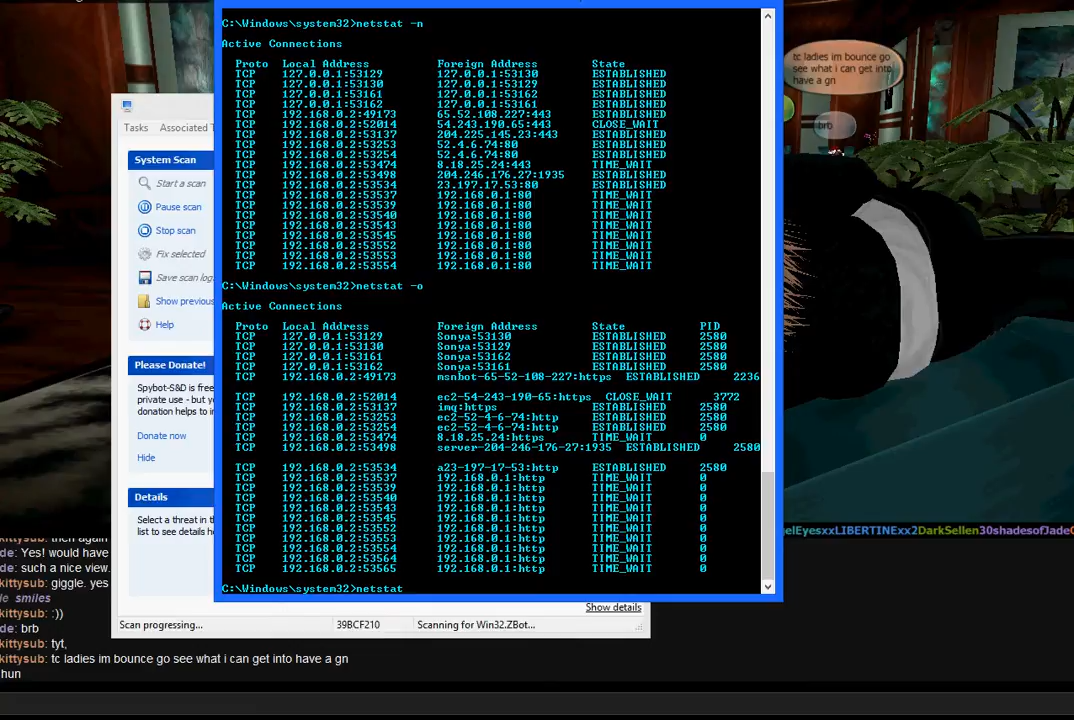 C:\Windows\system32>netstat -n
Active Connections
Proto Local Address Foreign Address State
TCP 127.0.0.1:53129 127.0.0.1:53130 ESTABLISHED
TCP 127.0.0.1:53130 127.0.0.1:53129 ESTABLISHED
TCP 127.0.0.1:53161 127.0.0.1:53162 ESTABLISHED
TCP 127.0.0.1:53162 127.0.0.1:53161 ESTABLISHED
TCP 192.168.0.2:49173 65.52.108.227:443 ESTABLISHED
TCP 192.168.0.2:52014 54.243.190.65:443 CLOSE_WAIT
TCP 192.168.0.2:53137 204.225.145.23:443 ESTABLISHED
TCP 192.168.0.2:53253 52.4.6.74:80 ESTABLISHED
TCP 192.168.0.2:53254 52.4.6.74:80 ESTABLISHED
TCP 192.168.0.2:53474 8.18.25.24:443 TIME_WAIT
TCP 192.168.0.2:53498 204.246.176.27:1935 ESTABLISHED
TCP 192.168.0.2:53534 23.197.17.53:80 ESTABLISHED
TCP 192.168.0.2:53537 192.168.0.1:80 TIME_WAIT
TCP 192.168.0.2:53539 192.168.0.1:80 TIME_WAIT
TCP 192.168.0.2:53540 192.168.0.1:80 TIME_WAIT
TCP 192.168.0.2:53543 192.168.0.1:80 TIME_WAIT
TCP 192.168.0.2:53545 192.168.0.1:80 TIME_WAIT
TCP 192.168.0.2:53552 192.168.0.1:80 TIME_WAIT
TCP 192.168.0.2:53553 192.168.0.1:80 TIME_WAIT
TCP 192.168.0.2:53554 192.168.0.1:80 TIME_WAIT
C:\Windows\system32>netstat -o
Active Connections
Proto Local Address Foreign Address State PID
TCP 127.0.0.1:53129 Sonya:53130 ESTABLISHED 2580
TCP 127.0.0.1:53130 Sonya:53129 ESTABLISHED 2580
TCP 127.0.0.1:53161 Sonya:53162 ESTABLISHED 2580
TCP 127.0.0.1:53162 Sonya:53161 ESTABLISHED 2580
TCP 192.168.0.2:49173 msnbot-65-52-108-227:https ESTABLISHED 2236
TCP 192.168.0.2:52014 ec2-54-243-190-65:https CLOSE_WAIT 3772
TCP 192.168.0.2:53137 img:https ESTABLISHED 2580
TCP 192.168.0.2:53253 ec2-52-4-6-74:http ESTABLISHED 2580
TCP 192.168.0.2:53254 ec2-52-4-6-74:http ESTABLISHED 2580
TCP 192.168.0.2:53474 8.18.25.24:https TIME_WAIT 0
TCP 192.168.0.2:53498 server-204-246-176-27:1935 ESTABLISHED 2580
TCP 192.168.0.2:53534 a23-197-17-53:http ESTABLISHED 2580
TCP 192.168.0.2:53537 192.168.0.1:http TIME_WAIT 0
TCP 192.168.0.2:53539 192.168.0.1:http TIME_WAIT 0
TCP 192.168.0.2:53540 192.168.0.1:http TIME_WAIT 0
TCP 192.168.0.2:53543 192.168.0.1:http TIME_WAIT 0
TCP 192.168.0.2:53545 192.168.0.1:http TIME_WAIT 0
TCP 192.168.0.2:53552 192.168.0.1:http TIME_WAIT 0
TCP 192.168.0.2:53553 192.168.0.1:http TIME_WAIT 0
TCP 192.168.0.2:53554 192.168.0.1:http TIME_WAIT 0
TCP 192.168.0.2:53564 192.168.0.1:http TIME_WAIT 0
TCP 192.168.0.2:53565 192.168.0.1:http TIME_WAIT 0
C:\Windows\system32>netstat
Tasks Associated T
System Scan
Start a scan
Pause scan
Stop scan
Fix selected
Save scan log
Show previous
Help
Please Donate!
Spybot-S&D is free
private use - but y
donation helps to i
Donate now
Hide
Details
Select a threat in th
list to see details he
Show details
Scan progressing... 39BCF210 Scanning for Win32.ZBot...
tc ladies im bounce go
see what i can get into
have a gn
brb
elEyesxxLIBERTINExx2DarkSellen30shadesofJade
kittysub: then again
de: Yes! would have
de: such a nice view.
kittysub: giggle. yes
de smiles
kittysub: :))
de: brb
kittysub: tyt,
kittysub: tc ladies im bounce go see what i can get into have a gn
hun